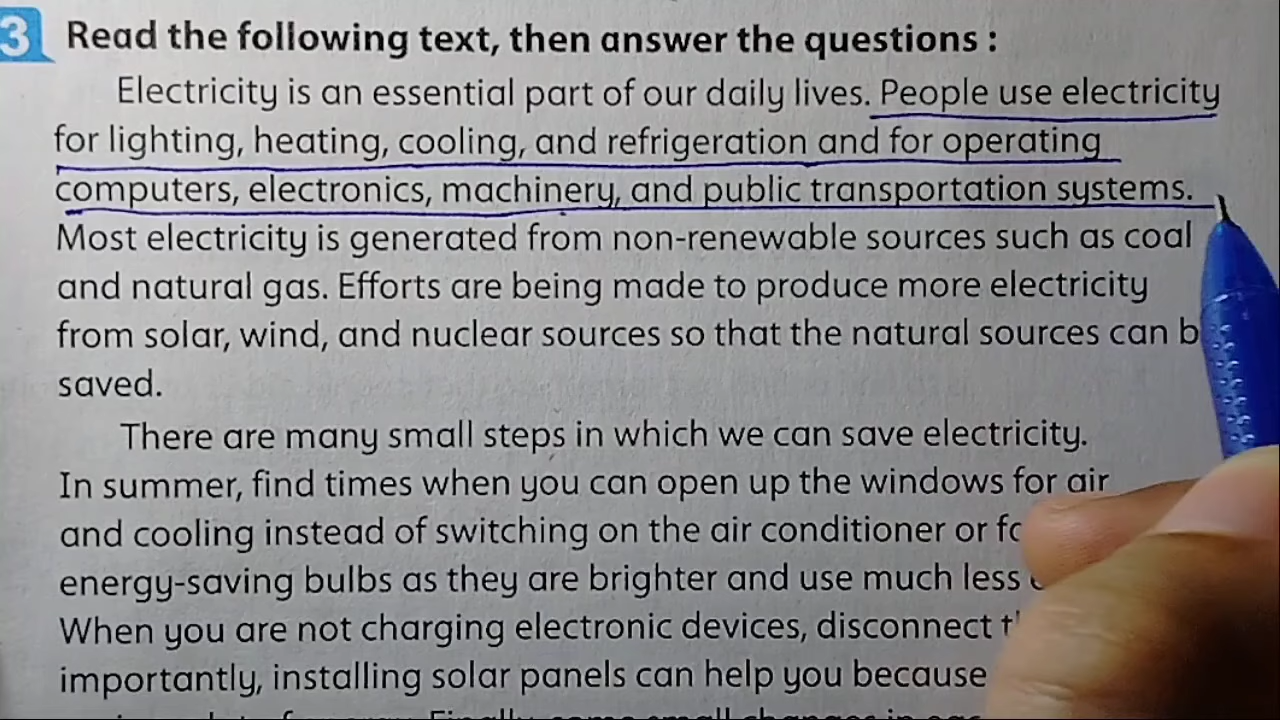 3 Read the following text, then answer the questions :
Electricity is an essential part of our daily lives. People use electricity
for lighting, heating, cooling, and refrigeration and for operating
computers, electronics, machinery, and public transportation systems.
Most electricity is generated from non-renewable sources such as coal
and natural gas. Efforts are being made to produce more electricity
from solar, wind, and nuclear sources so that the natural sources can
saved.
There are many small steps in which we can save electricity.
In summer, find times when you can open up the windows for air
and cooling instead of switching on the air conditioner or
energy-saving bulbs as they are brighter and use much less
When you are not charging electronic devices, disconnect
importantly, installing solar panels can help you because